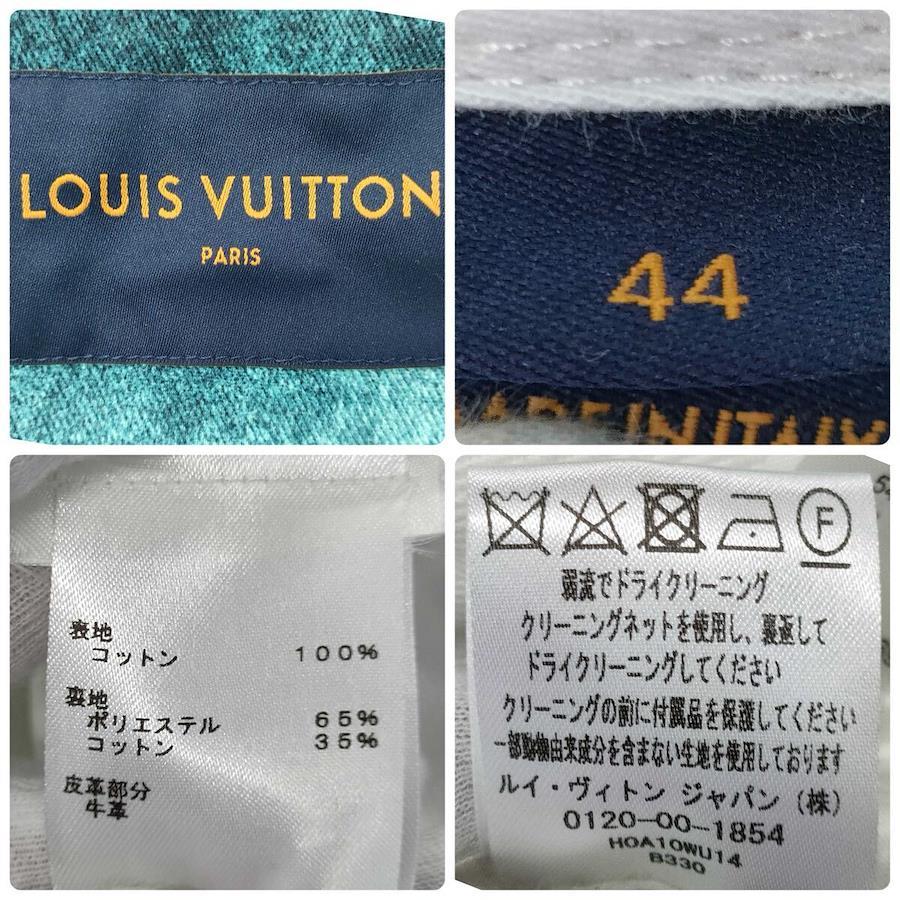 LOUIS VUITTON
PARIS
44
MADE IN ITALY
表地
コットン 100%
裏地
ポリエステル 65%
コットン 35%
皮革部分
牛革
F
弱流でドライクリーニング
クリーニングネットを使用し、裏返して
ドライクリーニングしてください
クリーニングの前に付属品を保護してください
一部動物由来成分を含まない生地を使用しております
ルイ・ヴィトン ジャパン (株)
0120-00-1854
H0A10WU14
B330